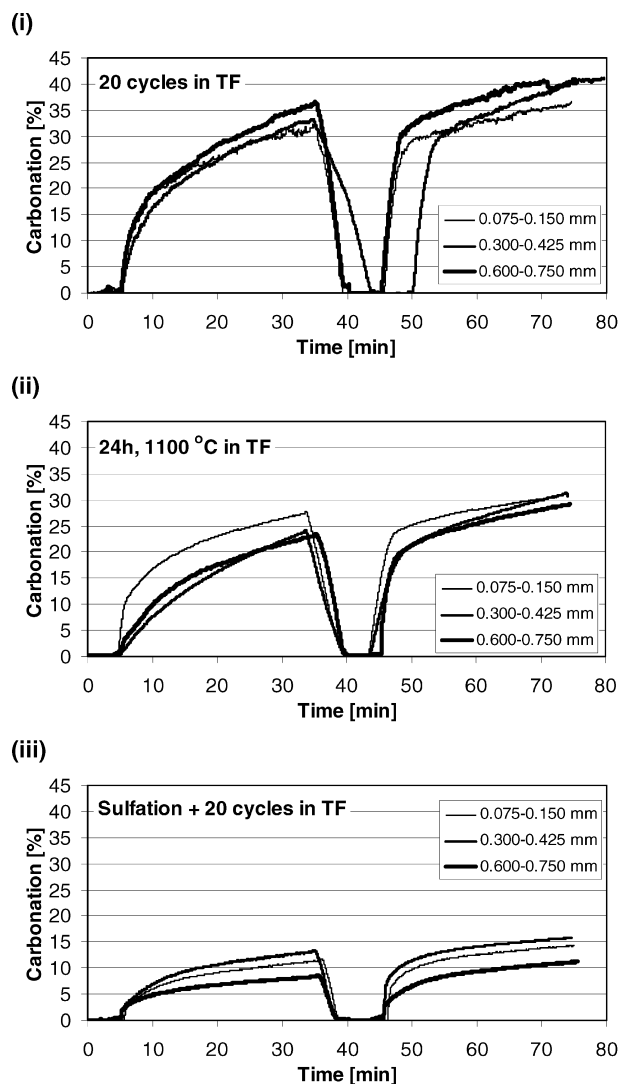 (i)
45
40
35
30
25
20
15
10
5
0
Carbonation [%]
20 cycles in TF
0.075-0.150 mm
0.300-0.425 mm
0.600-0.750 mm
0 10 20 30 40 50 60 70 80
Time [min]
(ii)
45
40
35
30
25
20
15
10
5
0
Carbonation [%]
24h, 1100 °C in TF
0.075-0.150 mm
0.300-0.425 mm
0.600-0.750 mm
0 10 20 30 40 50 60 70 80
Time [min]
(iii)
45
40
35
30
25
20
15
10
5
0
Carbonation [%]
Sulfation + 20 cycles in TF
0.075-0.150 mm
0.300-0.425 mm
0.600-0.750 mm
0 10 20 30 40 50 60 70 80
Time [min]